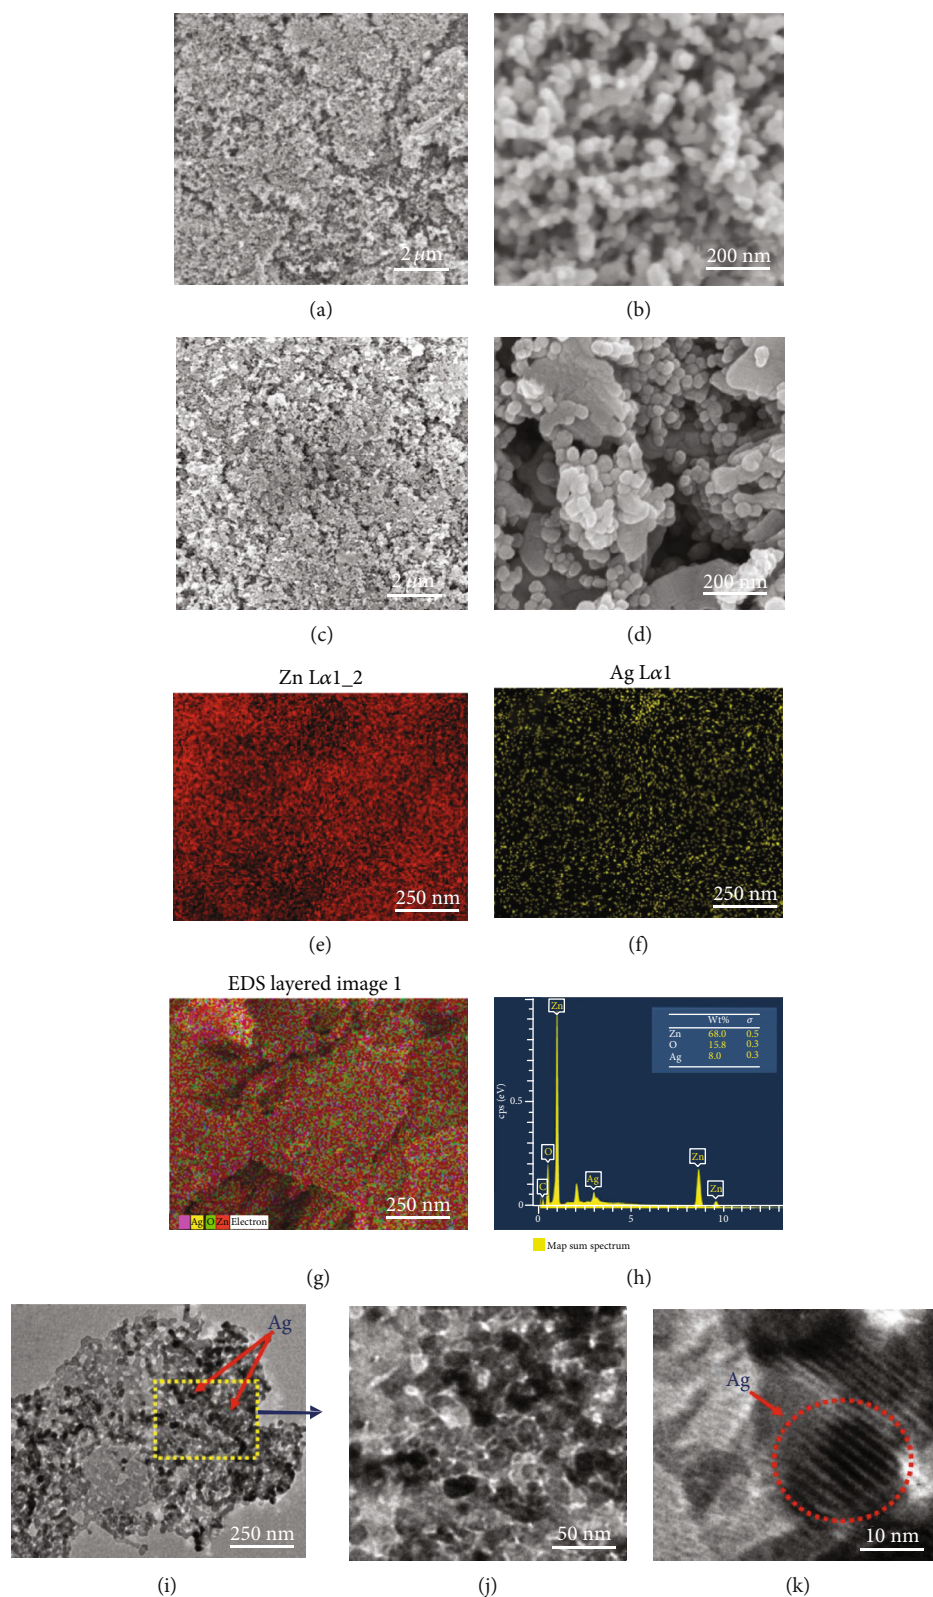 2 μm
200 nm
(a)
(b)
2 μm
200 nm
(c)
(d)
Zn Lα1_2
Ag Lα1
250 nm
250 nm
(e)
(f)
EDS layered image 1
250 nm
Ag O Zn Electron
(g)
cps (eV)
0.5
0
0 5 10
Zn
O
C
Ag
Zn
Zn
Wt% σ
Zn 68.0 0.5
O 15.8 0.3
Ag 8.0 0.3
Map sum spectrum
(h)
Ag
250 nm
(i)
50 nm
(j)
Ag
10 nm
(k)